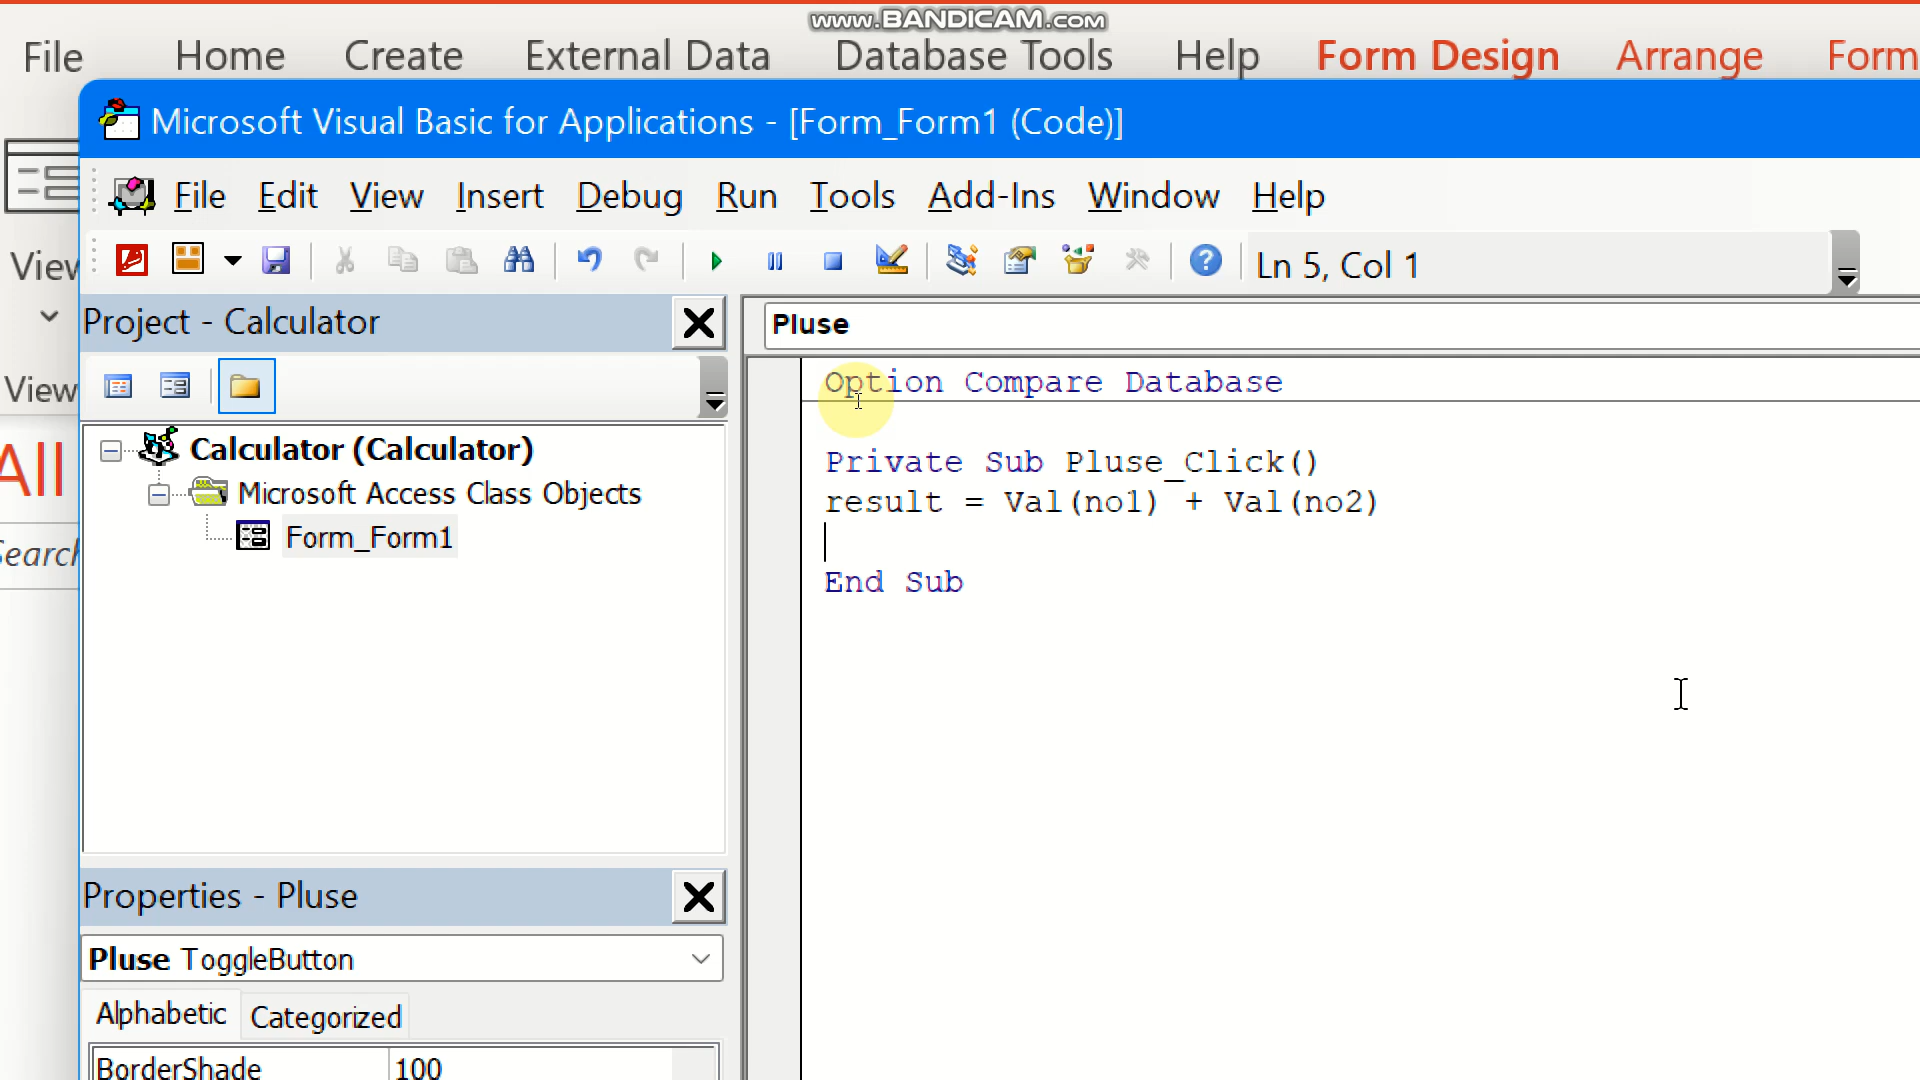 www.BANDICAM.com
File Home Create External Data Database Tools Help Form Design Arrange Form
Microsoft Visual Basic for Applications - [Form_Form1 (Code)]
File Edit View Insert Debug Run Tools Add-Ins Window Help
Ln 5, Col 1
View
Project - Calculator
Pluse
View
All
Search
Calculator (Calculator)
Microsoft Access Class Objects
Form_Form1
Option Compare Database
Private Sub Pluse_Click()
result = Val(no1) + Val(no2)
End Sub
Properties - Pluse
Pluse ToggleButton
Alphabetic Categorized
BorderShade 100